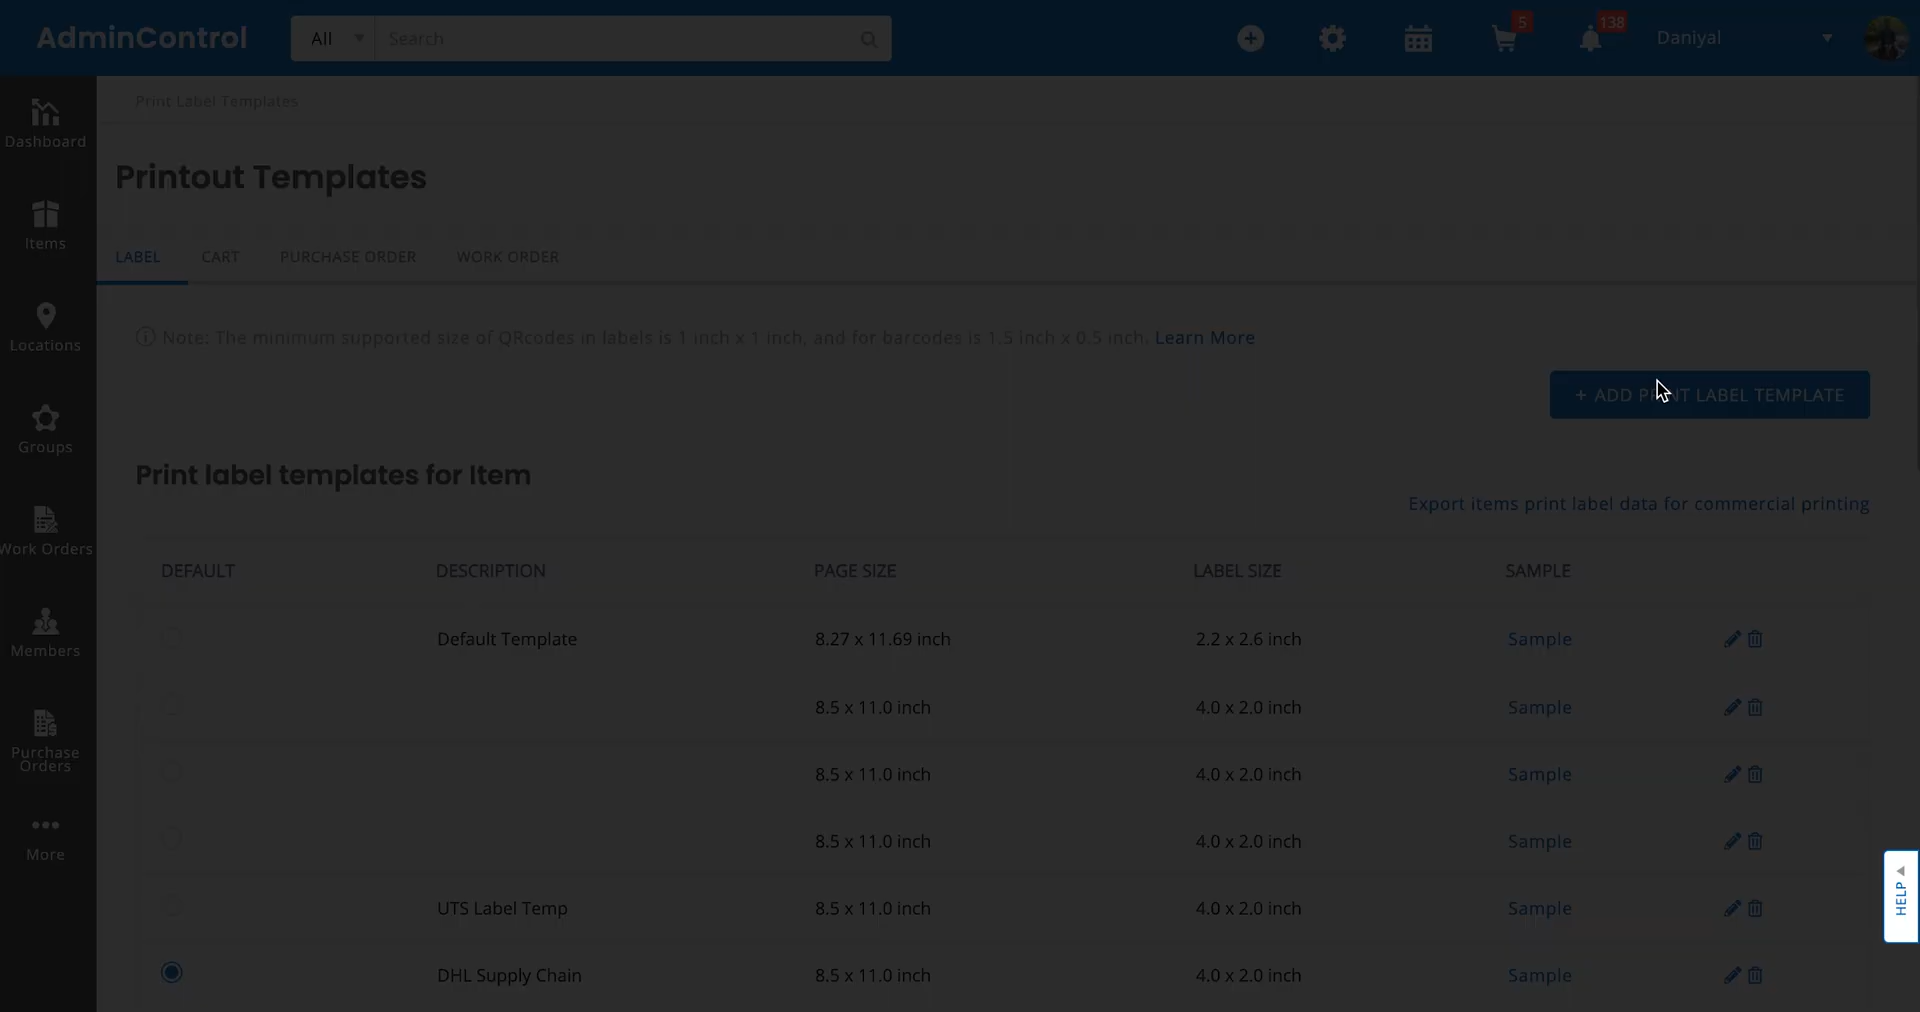 AdminControl
All
Search
5
138
Daniyal
Dashboard
Items
Locations
Groups
Work Orders
Members
Purchase
Orders
More
Print Label Templates
Printout Templates
LABEL
CART
PURCHASE ORDER
WORK ORDER
Note: The minimum supported size of QRcodes in labels is 1 inch x 1 inch, and for barcodes is 1.5 inch x 0.5 inch. Learn More
+ ADD PRINT LABEL TEMPLATE
Print label templates for Item
Export items print label data for commercial printing
DEFAULT DESCRIPTION PAGE SIZE LABEL SIZE SAMPLE
Default Template 8.27 x 11.69 inch 2.2 x 2.6 inch Sample
8.5 x 11.0 inch 4.0 x 2.0 inch Sample
8.5 x 11.0 inch 4.0 x 2.0 inch Sample
8.5 x 11.0 inch 4.0 x 2.0 inch Sample
UTS Label Temp 8.5 x 11.0 inch 4.0 x 2.0 inch Sample
DHL Supply Chain 8.5 x 11.0 inch 4.0 x 2.0 inch Sample
HELP